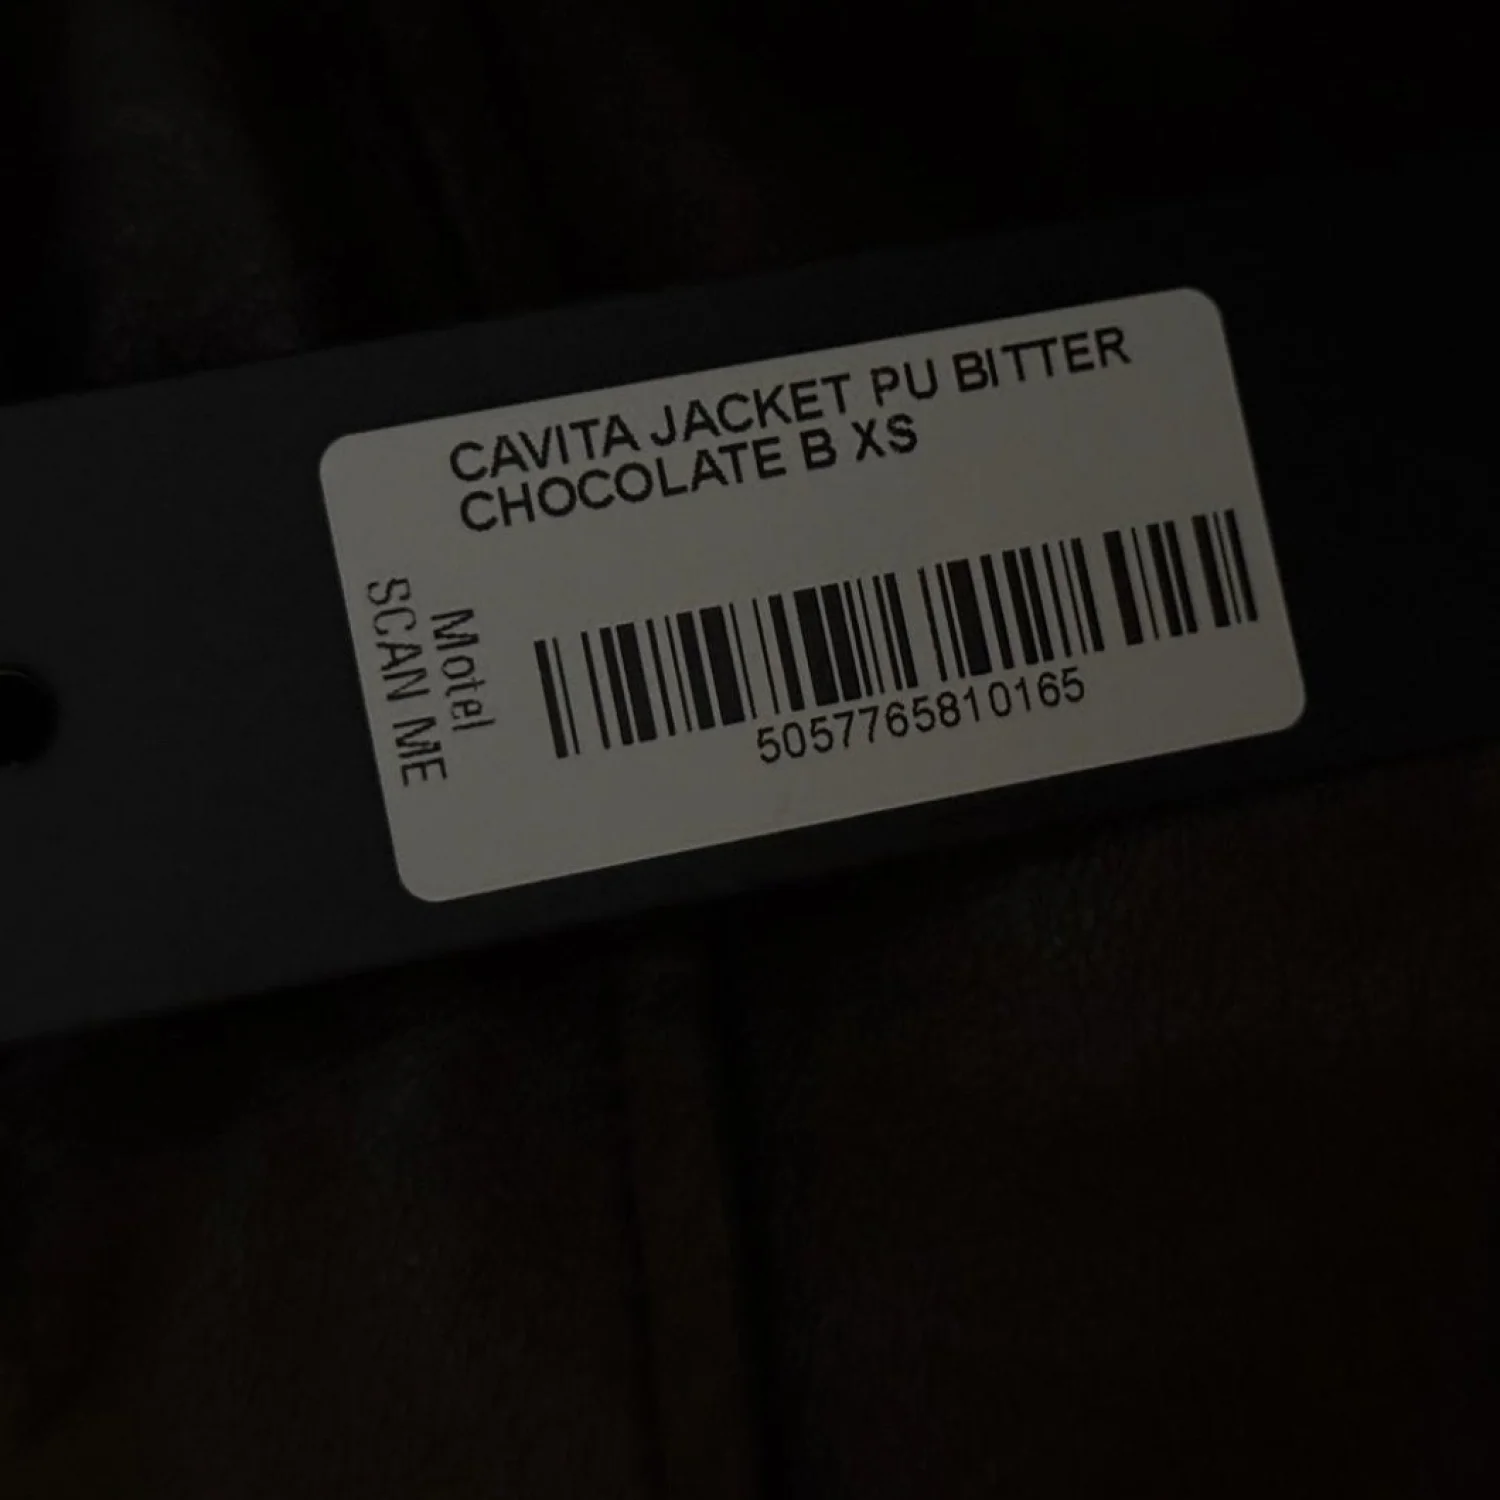 CAVITA JACKET PU BITTER
CHOCOLATE B XS
Motel
SCAN ME
5057765810165